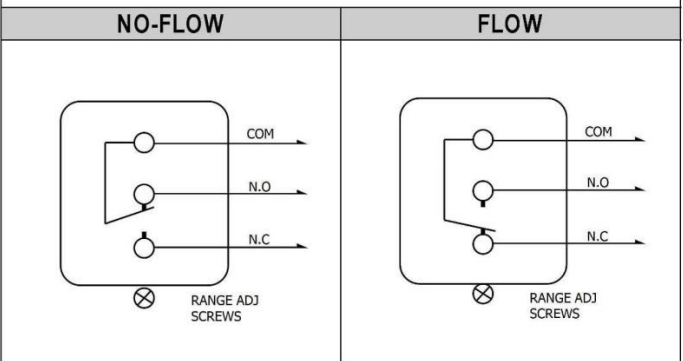 NO-FLOW
FLOW
COM
N.O
N.C
RANGE ADJ
SCREWS
COM
N.O
N.C
RANGE ADJ
SCREWS